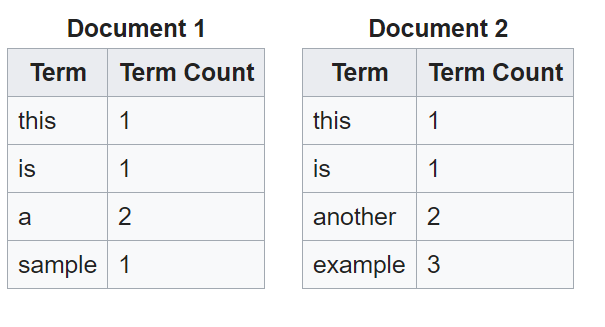 Document 1
Term Term Count
this 1
is 1
a 2
sample 1
Document 2
Term Term Count
this 1
is 1
another 2
example 3